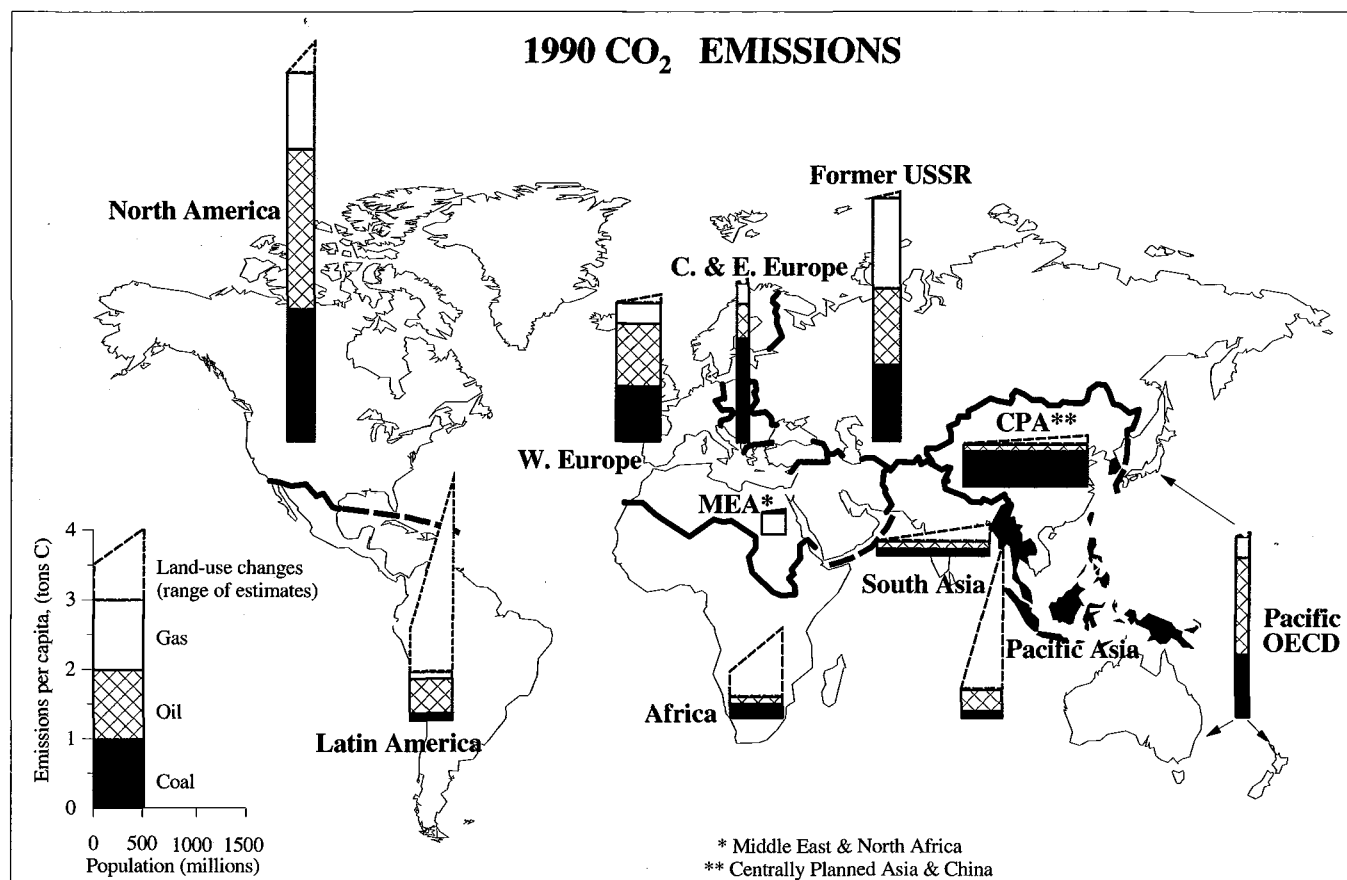 1990 CO₂ EMISSIONS
Former USSR
North America
C. & E. Europe
CPA**
W. Europe
MEA*
South Asia
Pacific Asia
Pacific
OECD
Africa
Latin America
Emissions per capita, (tons C)
4
3
2
1
0
Land-use changes
(range of estimates)
Gas
Oil
Coal
0 500 1000 1500
Population (millions)
* Middle East & North Africa
** Centrally Planned Asia & China